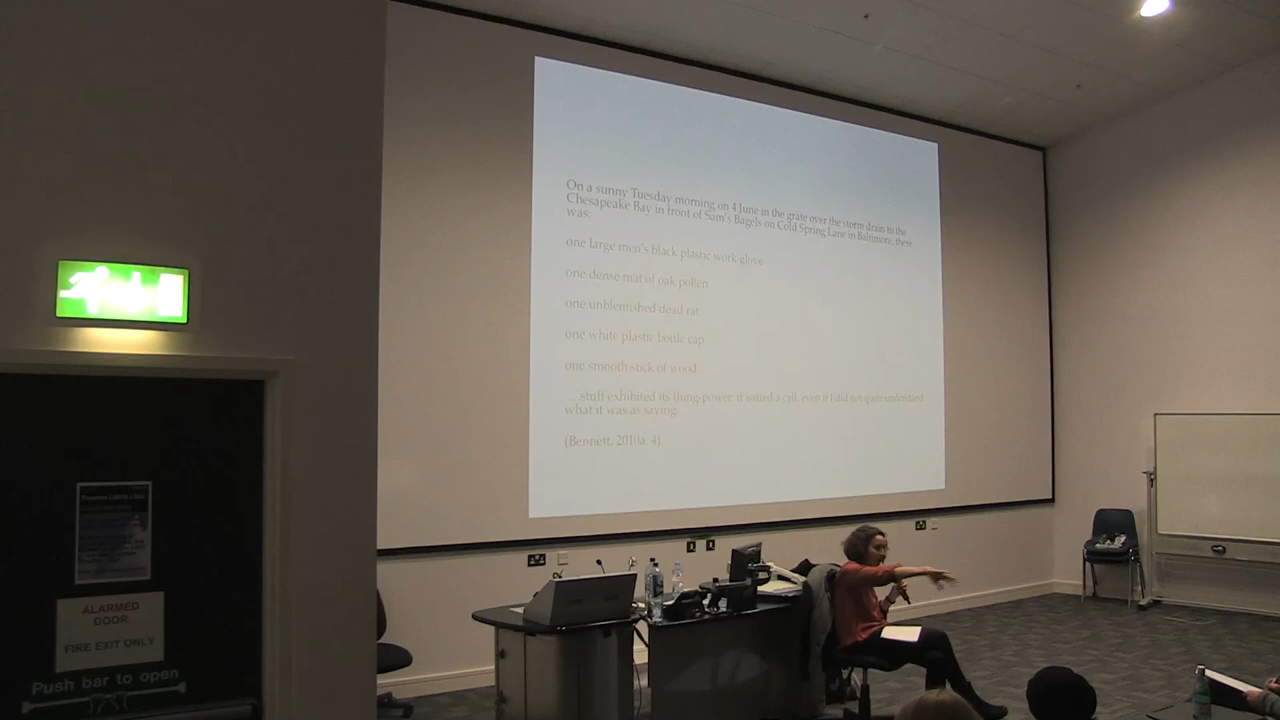 On a sunny Tuesday morning on 4 June in the grate over the storm drain to the
Chesapeake Bay in front of Sam's Bagels on Cold Spring Lane in Baltimore, there
was:
one large men's black plastic work glove
one dense mat of oak pollen
one unblemished dead rat
one white plastic bottle cap
one smooth stick of wood
…stuff exhibited its thing-power: it issued a call, even if I did not quite understand
what it was as saying.
(Bennett, 2010a: 4)
ALARMED
DOOR
FIRE EXIT ONLY
Push bar to open